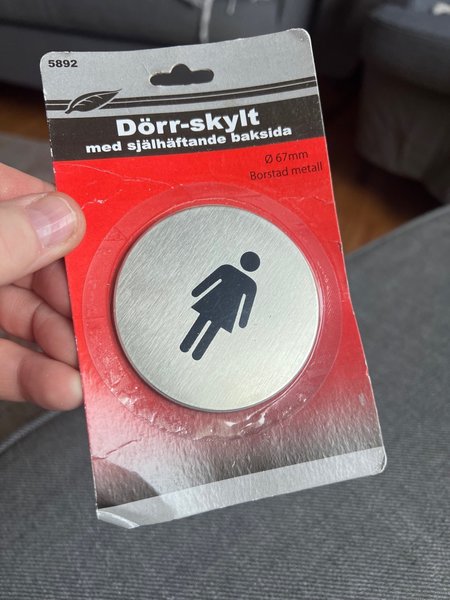 5892
Dörr-skylt
med självhäftande baksida
Ø 67mm
Borstad metall